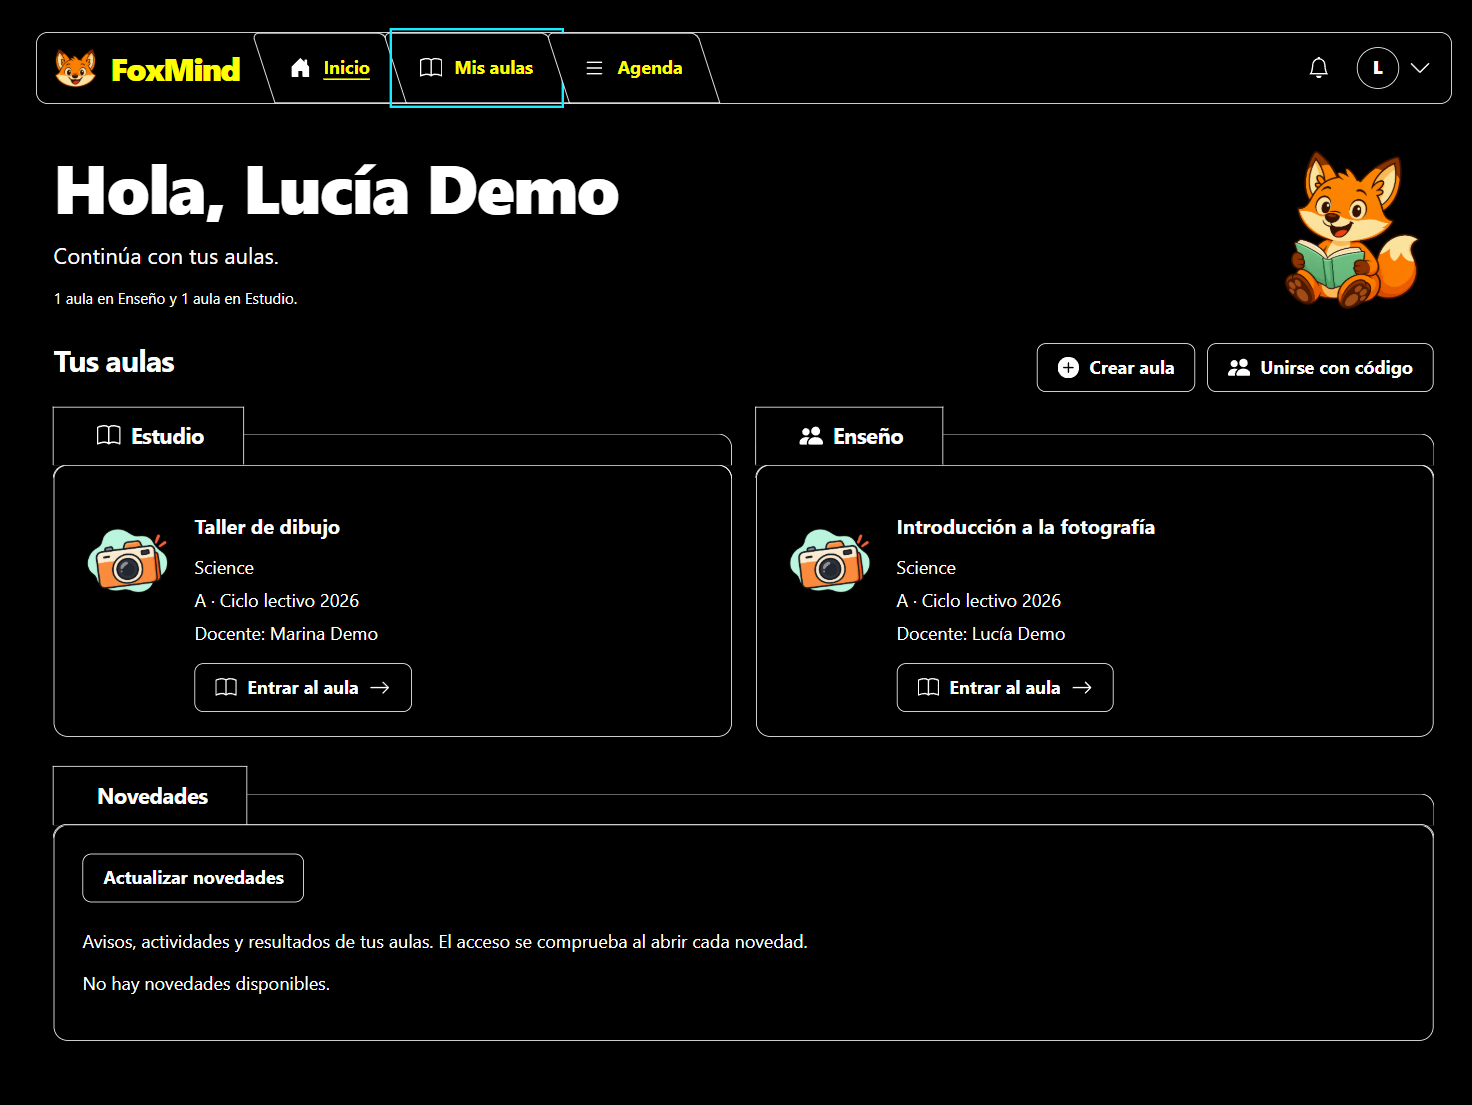 FoxMind
Inicio
Mis aulas
Agenda
L
Hola, Lucía Demo
Continúa con tus aulas.
1 aula en Enseño y 1 aula en Estudio.
Tus aulas
Crear aula
Unirse con código
Estudio
Taller de dibujo
Science
A · Ciclo lectivo 2026
Docente: Marina Demo
Entrar al aula
Enseño
Introducción a la fotografía
Science
A · Ciclo lectivo 2026
Docente: Lucía Demo
Entrar al aula
Novedades
Actualizar novedades
Avisos, actividades y resultados de tus aulas. El acceso se comprueba al abrir cada novedad.
No hay novedades disponibles.